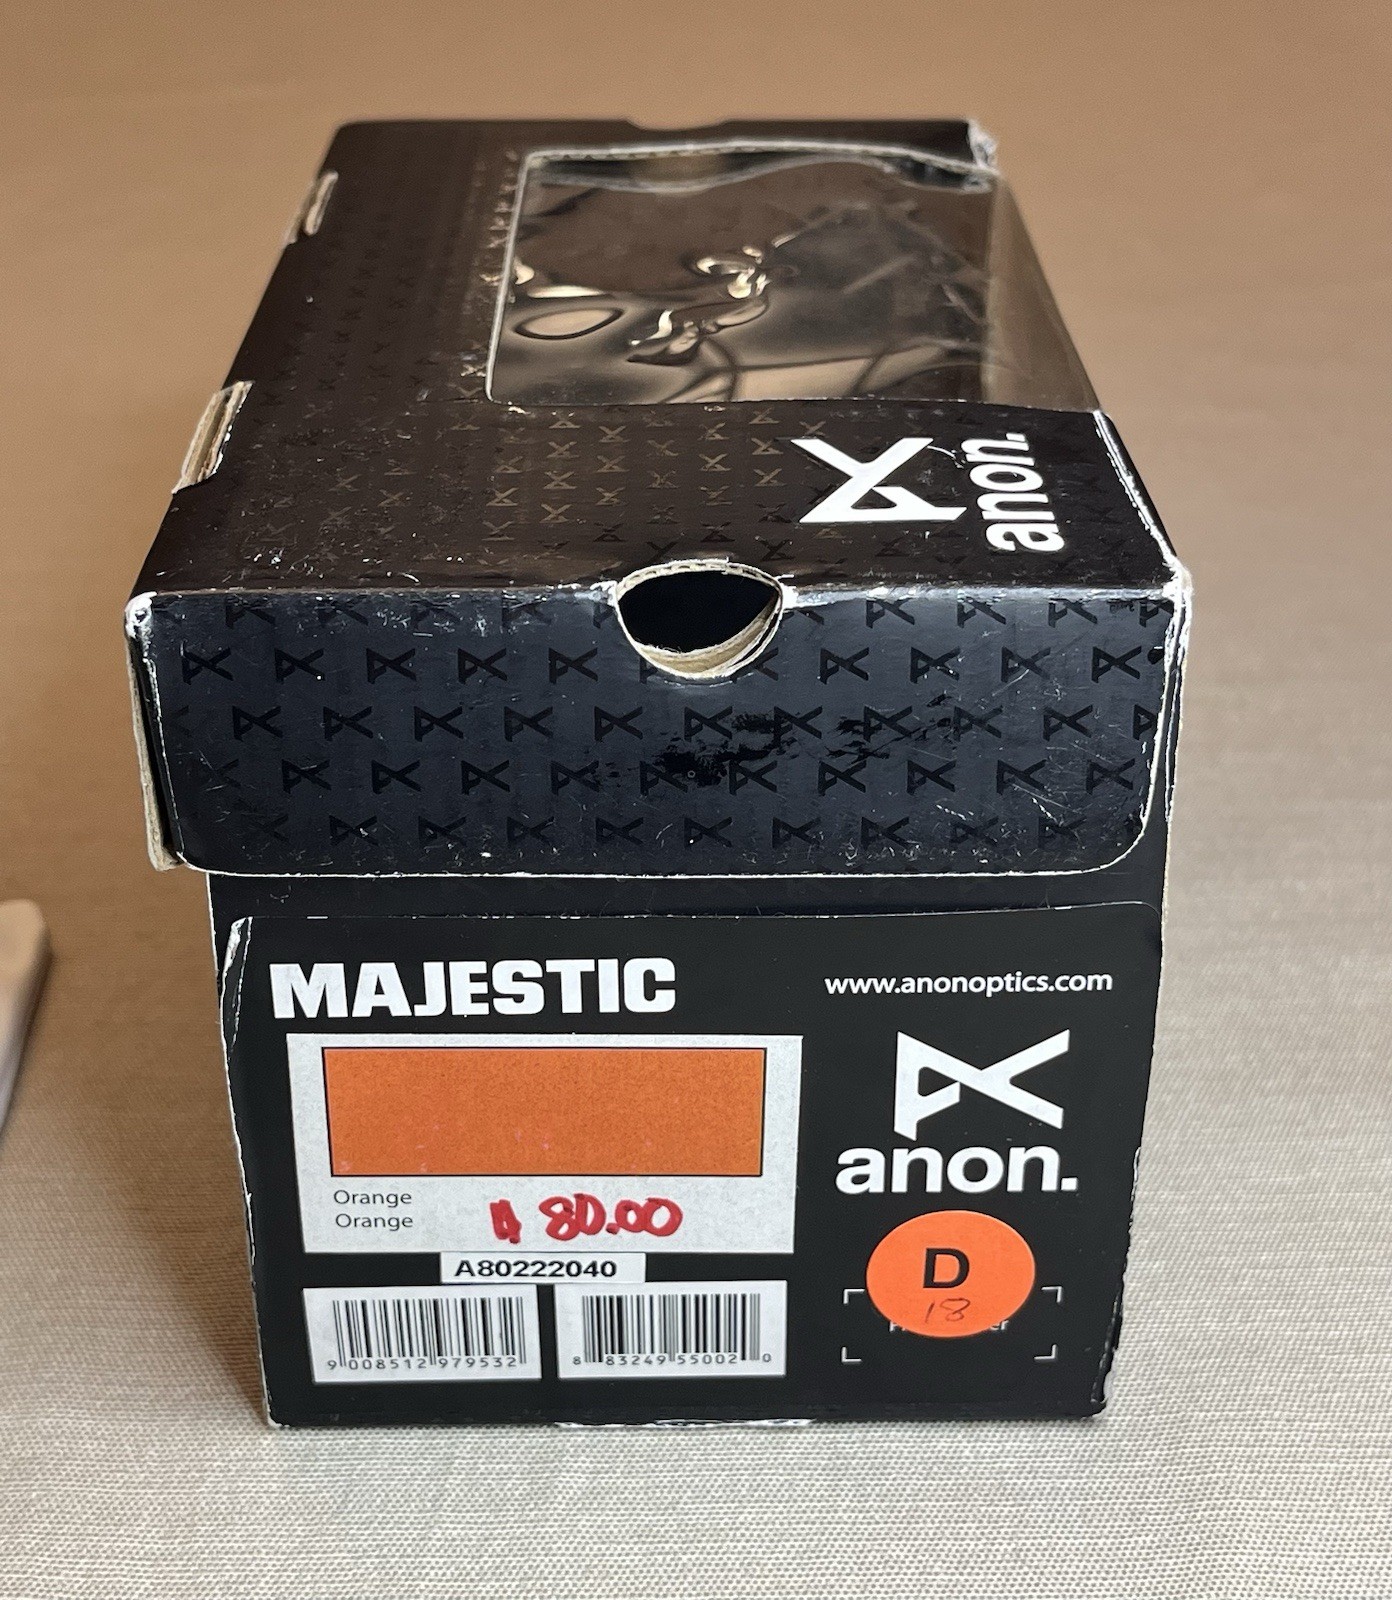 anon.
MAJESTIC
www.anonoptics.com
Orange
Orange
$ 80.00
anon.
A80222040
D
18
9 008512 979532
8 83249 55002 0